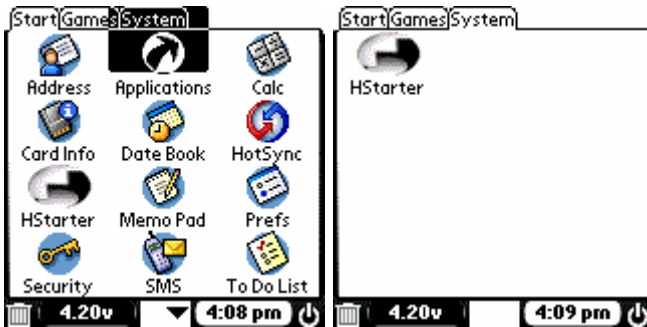 Start Games System
Address Applications Calc
Card Info Date Book HotSync
HStarter Memo Pad Prefs
Security SMS To Do List
4.20v 4:08 pm
Start Games System
HStarter
4.20v 4:09 pm